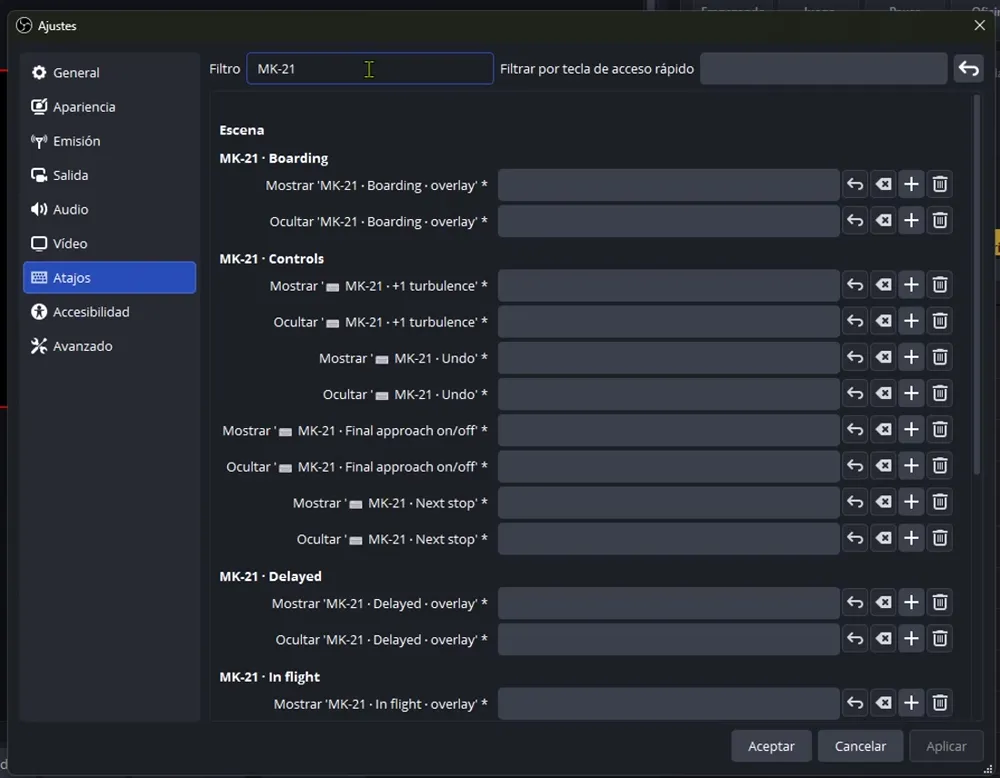 Ajustes
General
Apariencia
Emisión
Salida
Audio
Vídeo
Atajos
Accesibilidad
Avanzado
Filtro MK-21 Filtrar por tecla de acceso rápido
Escena
MK-21 · Boarding
Mostrar 'MK-21 · Boarding · overlay' *
Ocultar 'MK-21 · Boarding · overlay' *
MK-21 · Controls
Mostrar '⌨ MK-21 · +1 turbulence' *
Ocultar '⌨ MK-21 · +1 turbulence' *
Mostrar '⌨ MK-21 · Undo' *
Ocultar '⌨ MK-21 · Undo' *
Mostrar '⌨ MK-21 · Final approach on/off' *
Ocultar '⌨ MK-21 · Final approach on/off' *
Mostrar '⌨ MK-21 · Next stop' *
Ocultar '⌨ MK-21 · Next stop' *
MK-21 · Delayed
Mostrar 'MK-21 · Delayed · overlay' *
Ocultar 'MK-21 · Delayed · overlay' *
MK-21 · In flight
Mostrar 'MK-21 · In flight · overlay' *
Aceptar Cancelar Aplicar